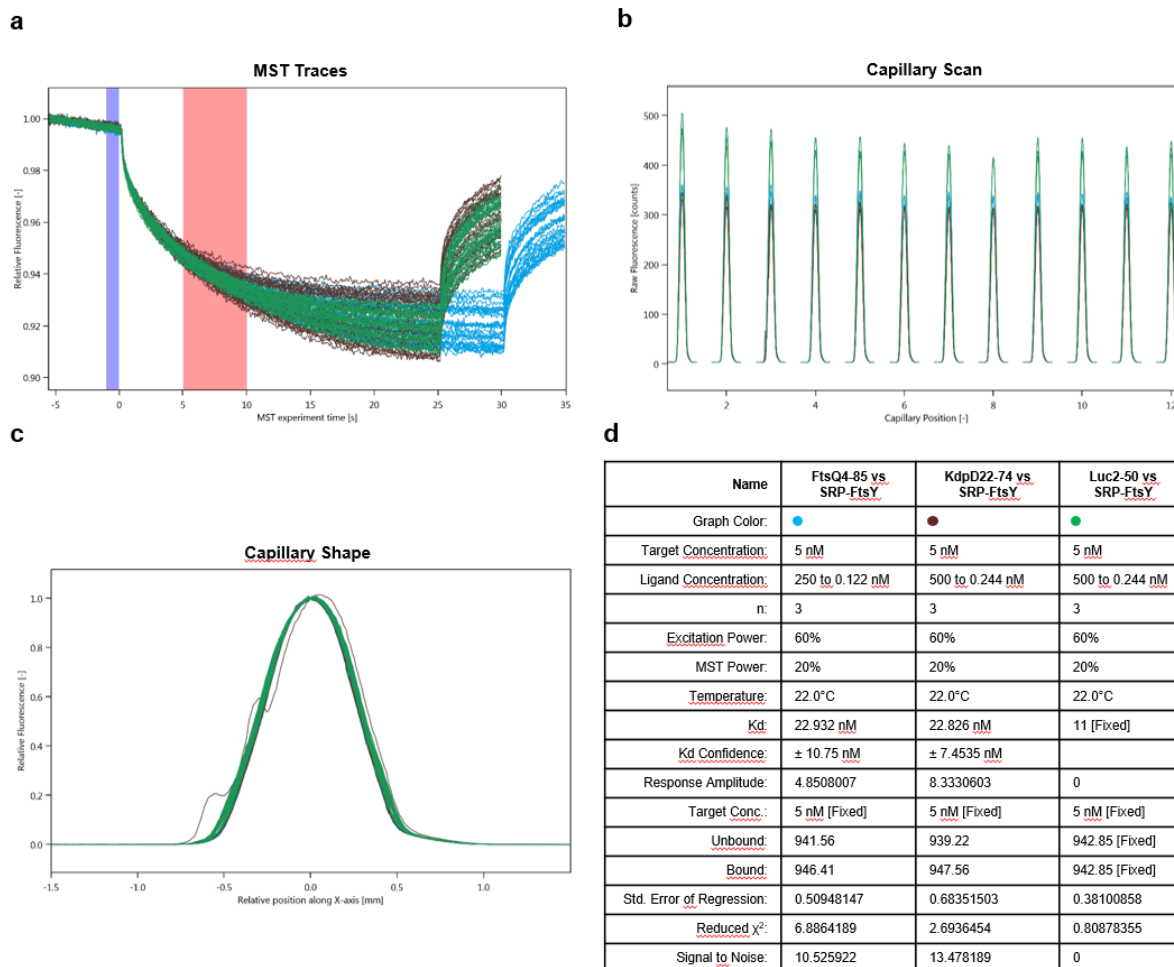 a
MST Traces
1.00
0.98
0.96
0.94
0.92
0.90
Relative Fluorescence [-]
-5 0 5 10 15 20 25 30 35
MST experiment time [s]
b
Capillary Scan
500
400
300
200
100
0
Raw Fluorescence [counts]
2 4 6 8 10 12
Capillary Position [-]
c
Capillary Shape
1.0
0.8
0.6
0.4
0.2
0.0
Relative Fluorescence [-]
-1.5 -1.0 -0.5 0.0 0.5 1.0
Relative position along X-axis [mm]
d
Name FtsQ4-85 vs SRP-FtsY KdpD22-74 vs SRP-FtsY Luc2-50 vs SRP-FtsY
Graph Color:
Target Concentration: 5 nM 5 nM 5 nM
Ligand Concentration: 250 to 0.122 nM 500 to 0.244 nM 500 to 0.244 nM
n: 3 3 3
Excitation Power: 60% 60% 60%
MST Power: 20% 20% 20%
Temperature: 22.0°C 22.0°C 22.0°C
Kd: 22.932 nM 22.826 nM 11 [Fixed]
Kd Confidence: ± 10.75 nM ± 7.4535 nM
Response Amplitude: 4.8508007 8.3330603 0
Target Conc.: 5 nM [Fixed] 5 nM [Fixed] 5 nM [Fixed]
Unbound: 941.56 939.22 942.85 [Fixed]
Bound: 946.41 947.56 942.85 [Fixed]
Std. Error of Regression: 0.50948147 0.68351503 0.38100858
Reduced χ²: 6.8864189 2.6936454 0.80878355
Signal to Noise: 10.525922 13.478189 0